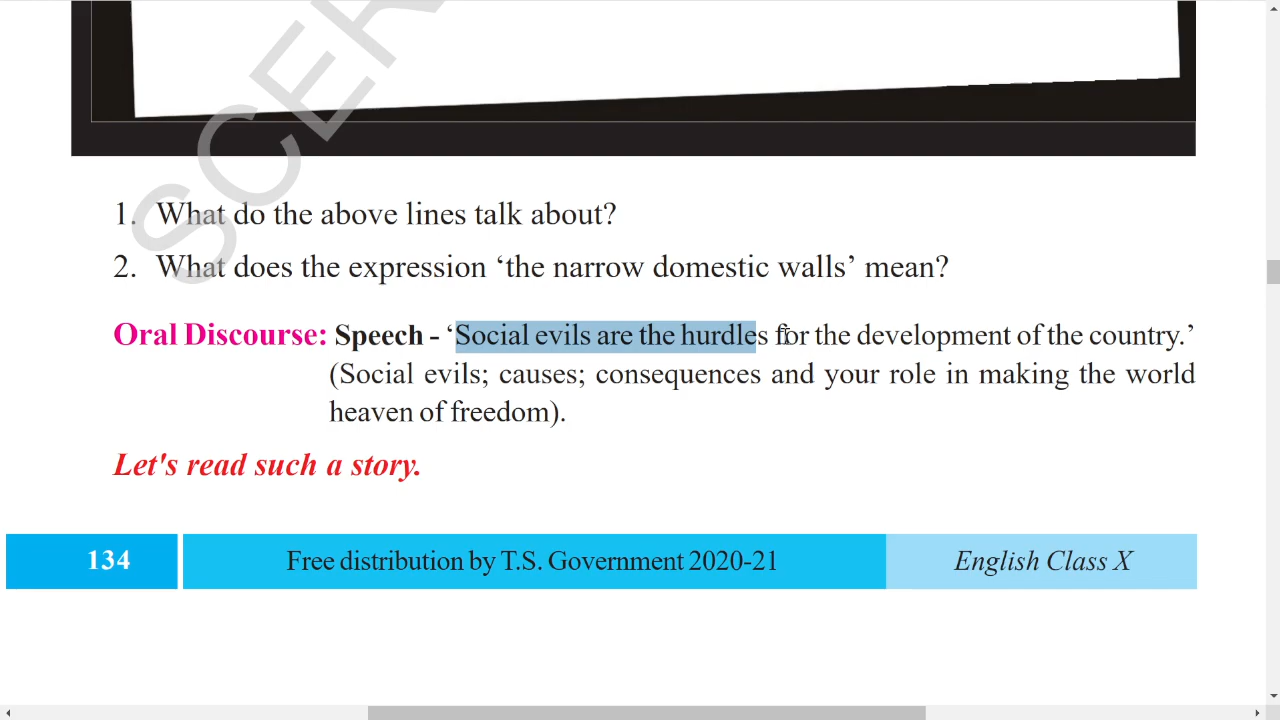 SCER
1. What do the above lines talk about?
2. What does the expression ‘the narrow domestic walls’ mean?
Oral Discourse: Speech - ‘Social evils are the hurdles for the development of the country.’
(Social evils; causes; consequences and your role in making the world
heaven of freedom).
Let's read such a story.
134 Free distribution by T.S. Government 2020-21 English Class X